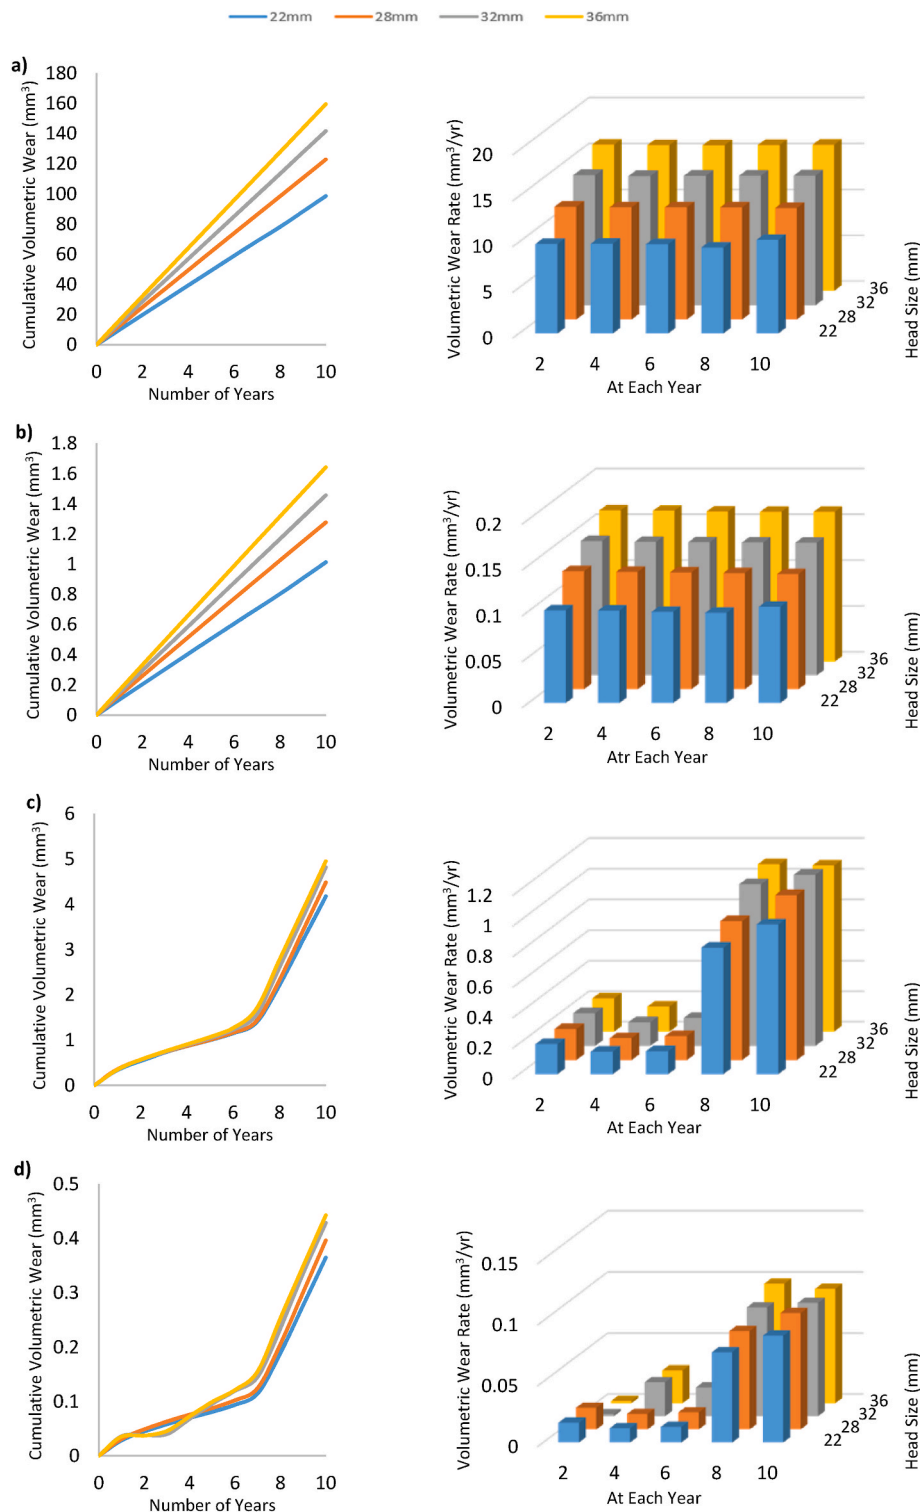 22mm 28mm 32mm 36mm
a)
Cumulative Volumetric Wear (mm³)
180
160
140
120
100
80
60
40
20
0
0 2 4 6 8 10
Number of Years
Volumetric Wear Rate (mm³/yr)
20
15
10
5
0
2 4 6 8 10
At Each Year
22
28
32
36
Head Size (mm)
b)
Cumulative Volumetric Wear (mm³)
1.8
1.6
1.4
1.2
1
0.8
0.6
0.4
0.2
0
0 2 4 6 8 10
Number of Years
Volumetric Wear Rate (mm³/yr)
0.2
0.15
0.1
0.05
0
2 4 6 8 10
Atr Each Year
22
28
32
36
Head Size (mm)
c)
Cumulative Volumetric Wear (mm³)
6
5
4
3
2
1
0
0 2 4 6 8 10
Number of Years
Volumetric Wear Rate (mm³/yr)
1.2
1
0.8
0.6
0.4
0.2
0
2 4 6 8 10
At Each Year
22
28
32
36
Head Size (mm)
d)
Cumulative Volumetric Wear (mm³)
0.5
0.4
0.3
0.2
0.1
0
0 2 4 6 8 10
Number of Years
Volumetric Wear Rate (mm³/yr)
0.15
0.1
0.05
0
2 4 6 8 10
At Each Year
22
28
32
36
Head Size (mm)